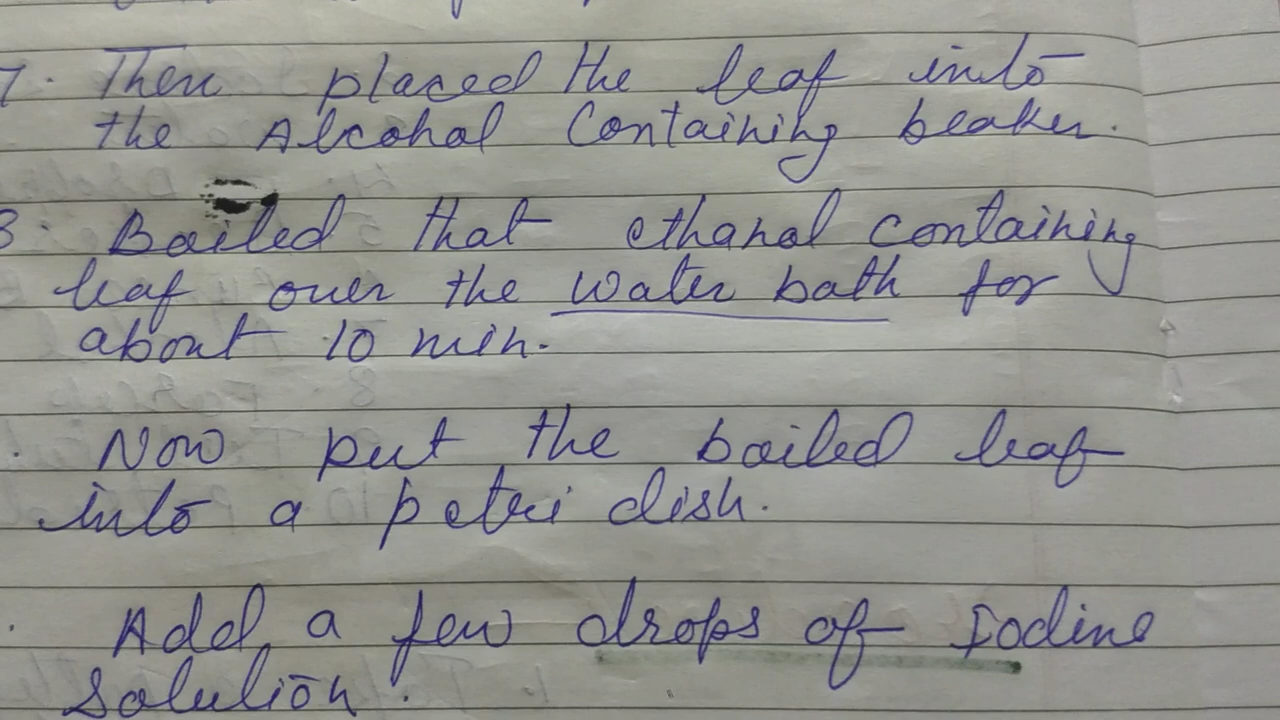 7. Then placed the leaf into
the Alcohal Containing beaker.
8. Boiled that ethanol containing
leaf over the water bath for
about 10 min.
. Now put the boiled leaf
into a petri dish.
. Add a few drops of Iodine
solution.